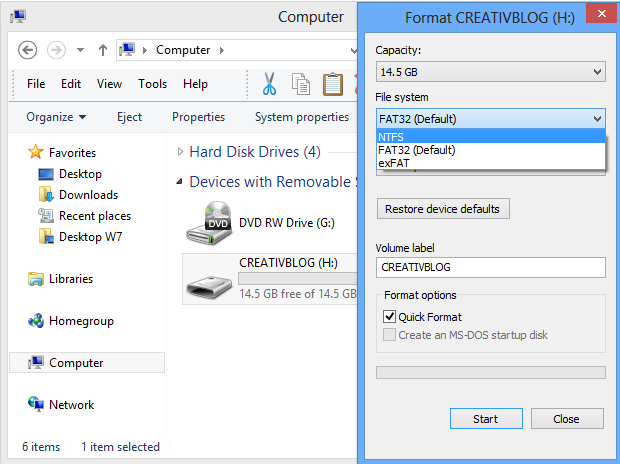 Computer
Computer
File Edit View Tools Help
Organize Eject Properties System properties
Favorites
Desktop
Downloads
Recent places
Desktop W7
Libraries
Homegroup
Computer
Network
Hard Disk Drives (4)
Devices with Removable S
DVD
DVD RW Drive (G:)
CREATIVBLOG (H:)
14.5 GB free of 14.5 GB
6 items 1 item selected
Format CREATIVBLOG (H:)
Capacity:
14.5 GB
File system
FAT32 (Default)
NTFS
FAT32 (Default)
exFAT
Restore device defaults
Volume label
CREATIVBLOG
Format options
Quick Format
Create an MS-DOS startup disk
Start Close